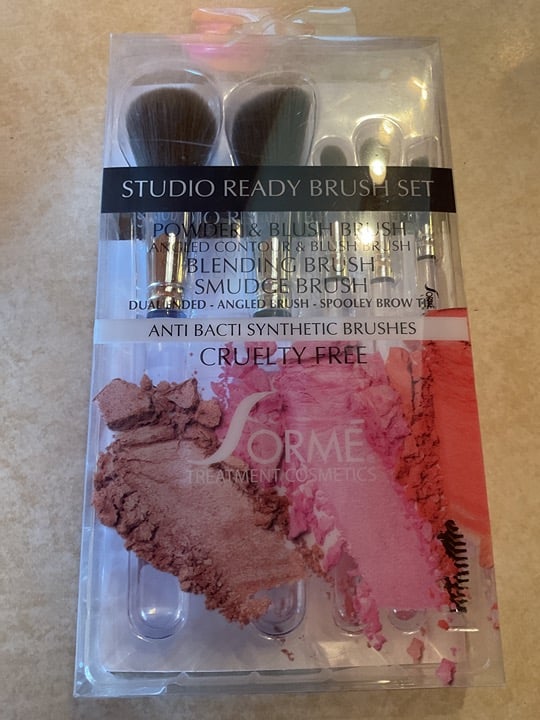 STUDIO READY BRUSH SET
POWDER & BLUSH BRUSH
ANGLED CONTOUR & BLUSH BRUSH
BLENDING BRUSH
SMUDGE BRUSH
DUAL ENDED - ANGLED BRUSH - SPOOLEY BROW
ANTI BACTI SYNTHETIC BRUSHES
CRUELTY FREE
SORMÉ
TREATMENT COSMETICS
Sormé